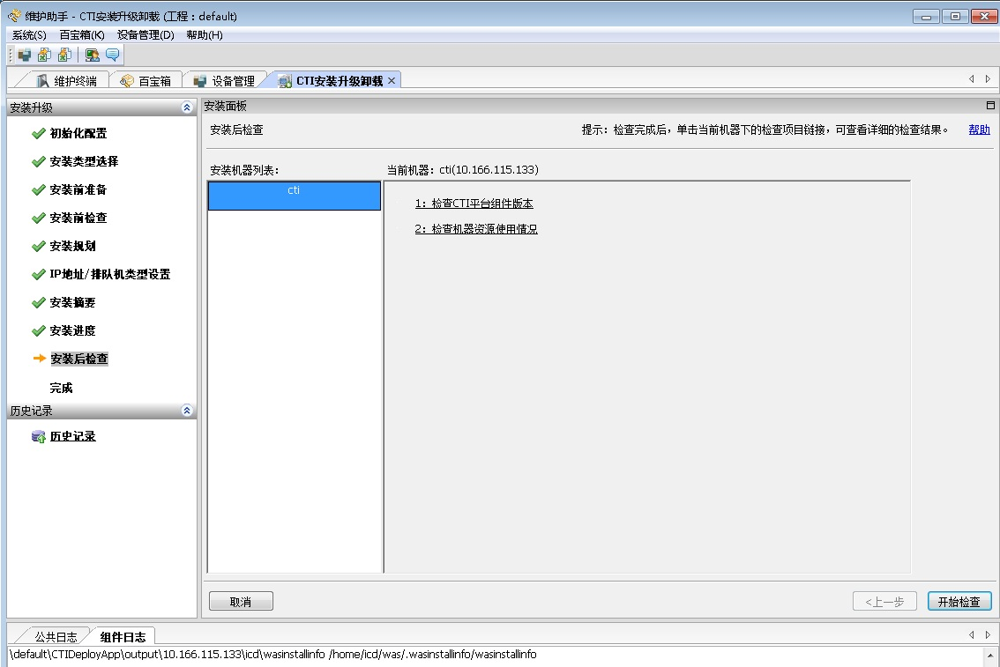 维护助手 - CTI安装升级卸载 (工程：default)
系统(S) 百宝箱(K) 设备管理(D) 帮助(H)
维护终端 百宝箱 设备管理 CTI安装升级卸载
安装升级
初始化配置
安装类型选择
安装前准备
安装前检查
安装规划
IP地址/排队机类型设置
安装摘要
安装进度
安装后检查
完成
历史记录
历史记录
安装面板
安装后检查
提示：检查完成后，单击当前机器下的检查项目链接，可查看详细的检查结果。 帮助
安装机器列表：
cti
当前机器：cti(10.166.115.133)
1：检查CTI平台组件版本
2：检查机器资源使用情况
取消 <上一步 开始检查
公共日志 组件日志
\default\CTIDeployApp\output\10.166.115.133\icd\wasinstallinfo /home/icd/was/.wasinstallinfo/wasinstallinfo